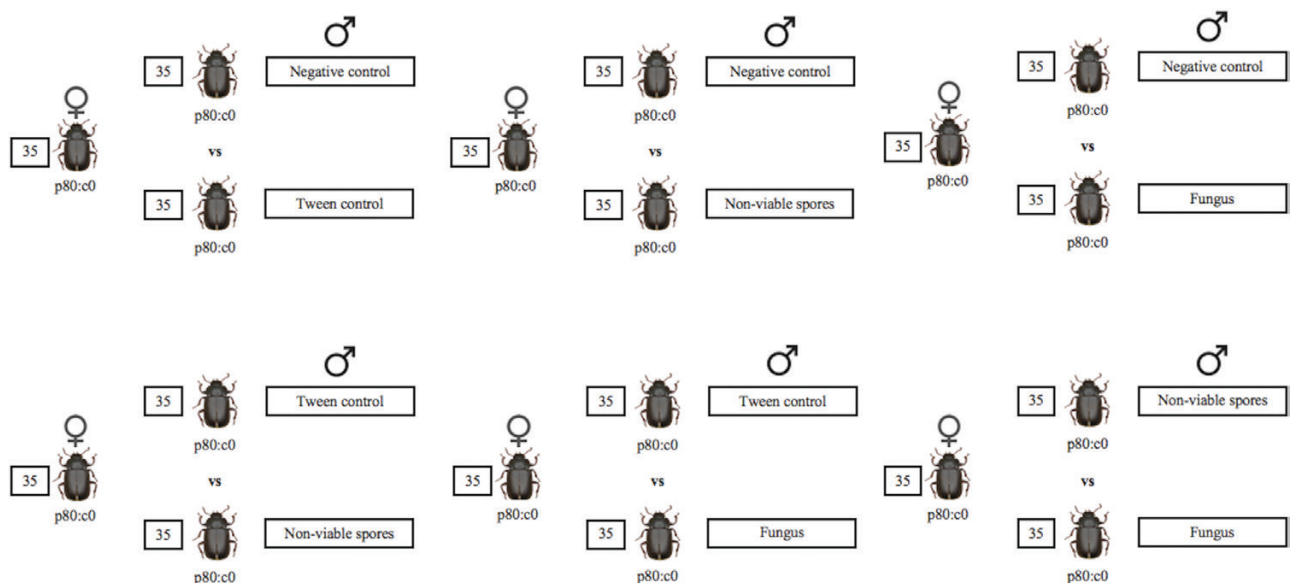 35 Negative control 35 Negative control 35 Negative control
p80:c0 p80:c0 p80:c0
35 vs 35 vs 35 vs
p80:c0 p80:c0 p80:c0
35 Tween control 35 Non-viable spores 35 Fungus
p80:c0 p80:c0 p80:c0
35 Tween control 35 Tween control 35 Non-viable spores
p80:c0 p80:c0 p80:c0
35 vs 35 vs 35 vs
p80:c0 p80:c0 p80:c0
35 Non-viable spores 35 Fungus 35 Fungus
p80:c0 p80:c0 p80:c0